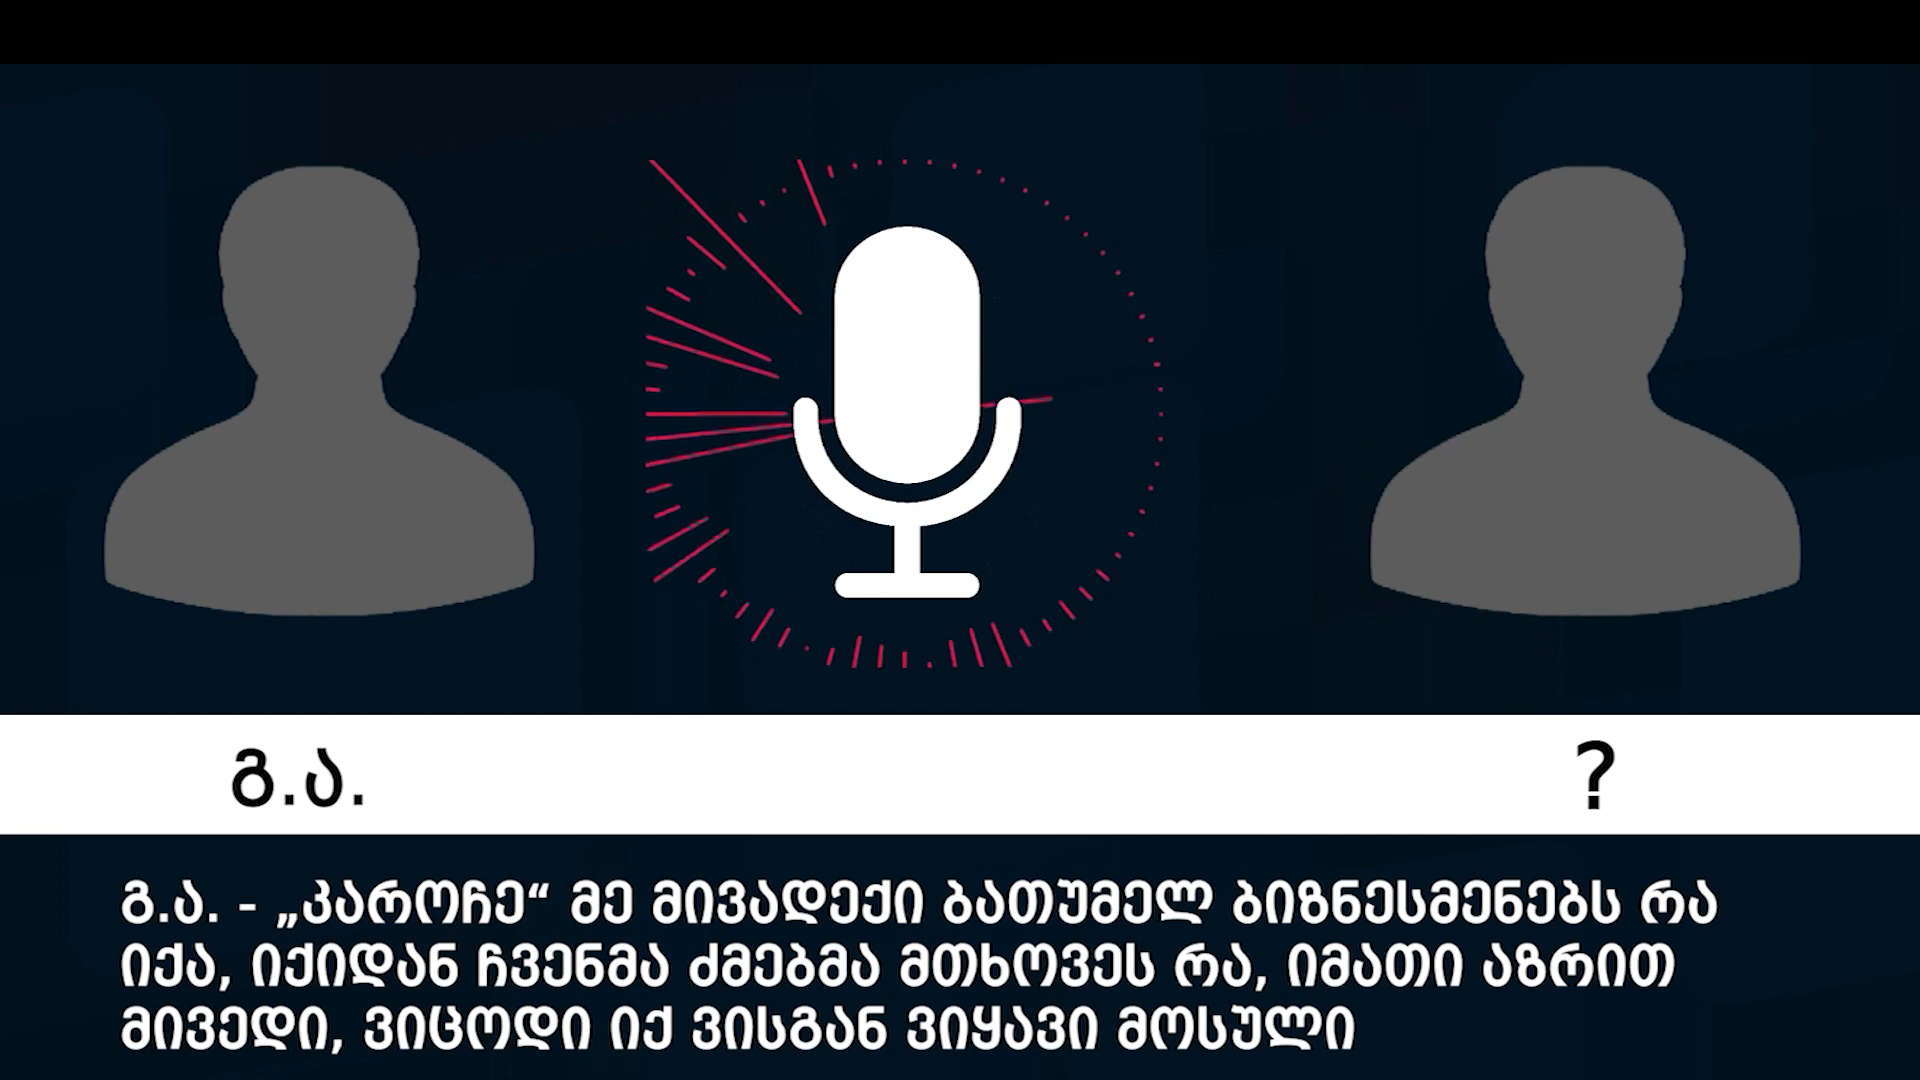 გ.ა.
?
გ.ა. - „კაროჩე“ მე მივადექი ბათუმელ ბიზნესმენებს რა
იქა, იქიდან ჩვენმა ძმებმა მთხოვეს რა, იმათი აზრით
მივედი, ვიცოდი იქ ვისგან ვიყავი მოსული